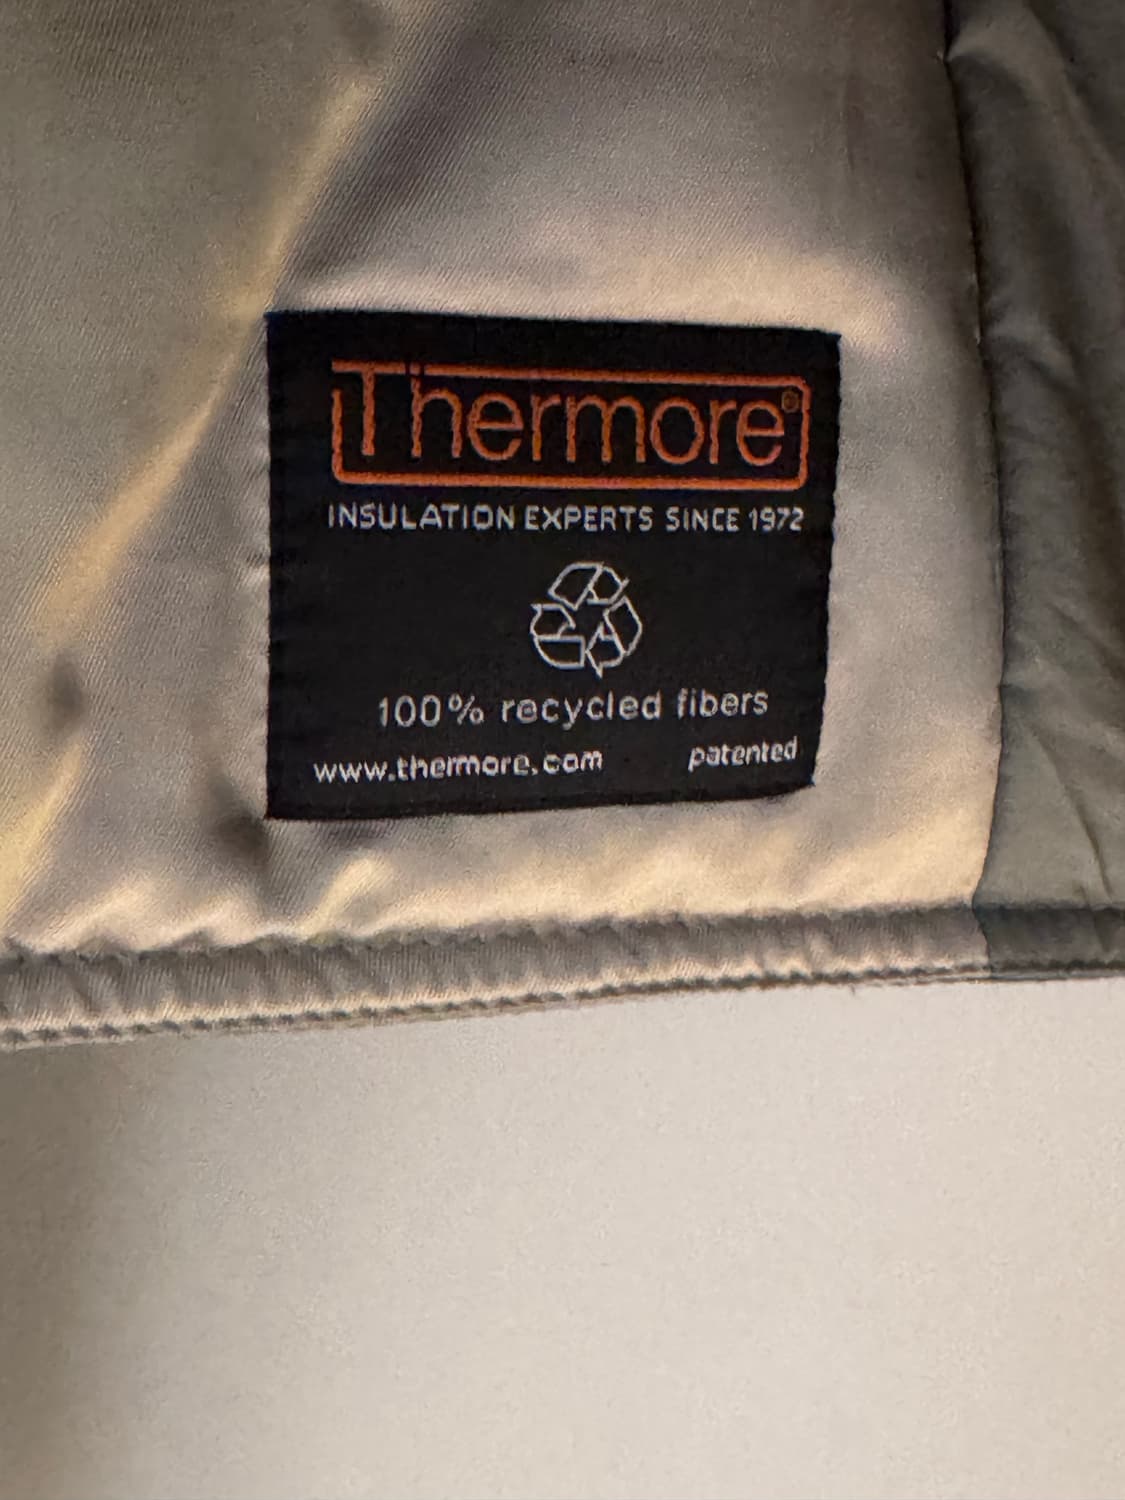 Thermore®
INSULATION EXPERTS SINCE 1972
100% recycled fibers
www.thermore.com patented